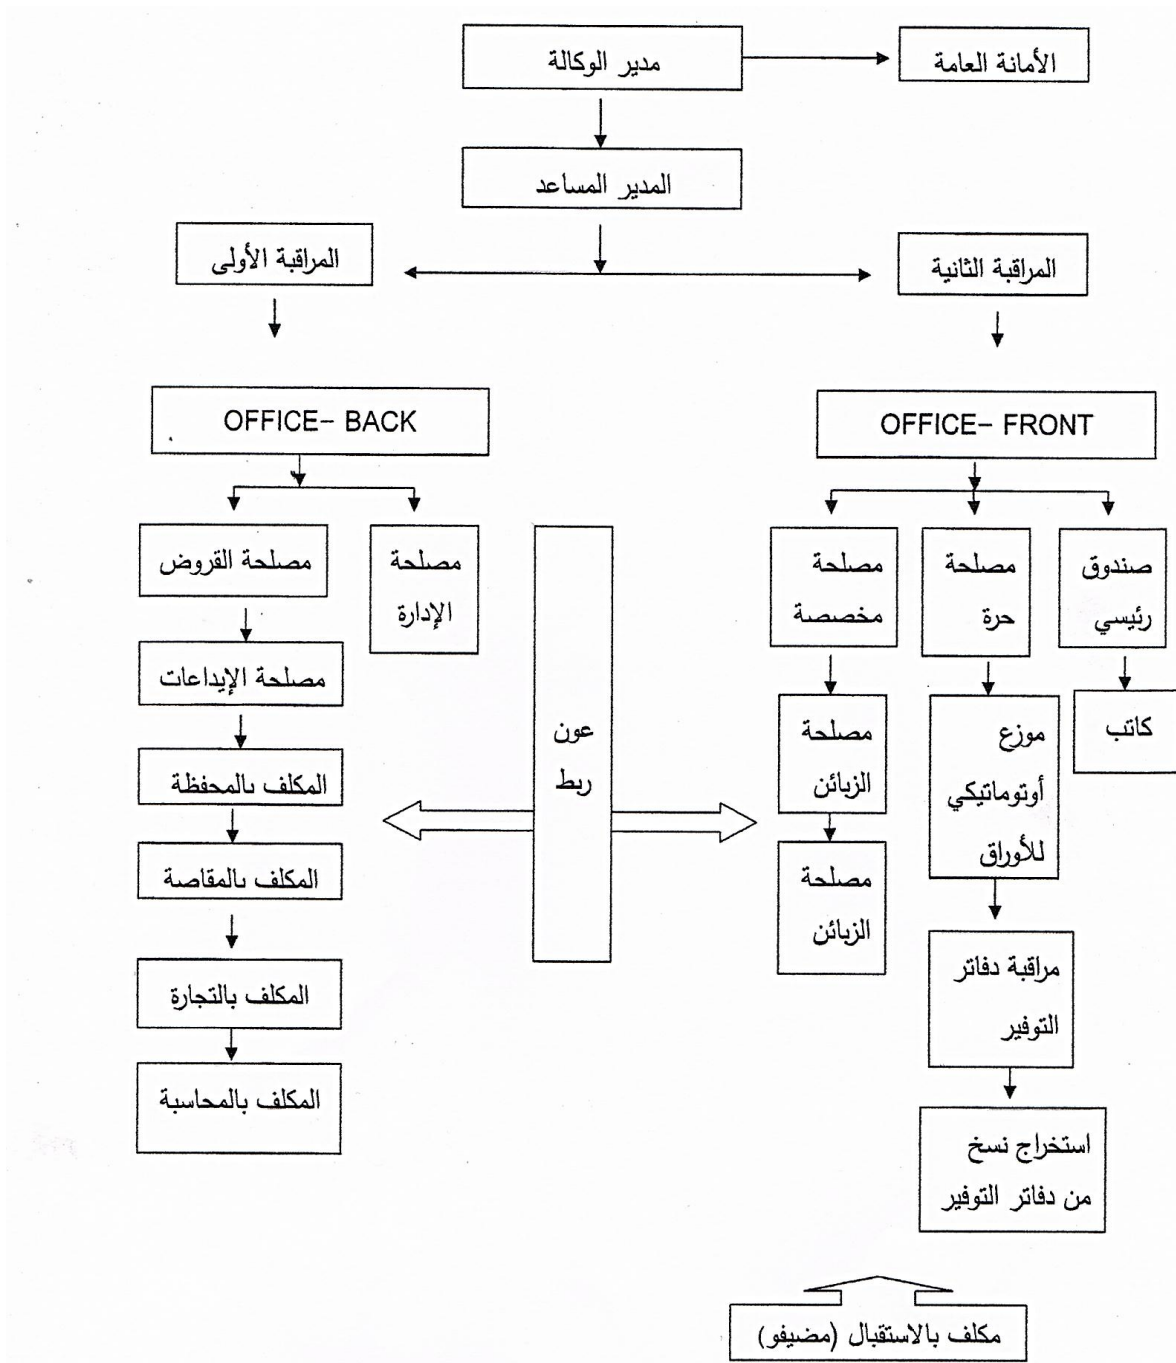 مدير الوكالة
الأمانة العامة
المدير المساعد
المراقبة الأولى
المراقبة الثانية
OFFICE– BACK
OFFICE– FRONT
مصلحة القروض
مصلحة
الإدارة
مصلحة الإيداعات
المكلف بالمحفظة
المكلف بالمقاصة
المكلف بالتجارة
المكلف بالمحاسبة
عون
ربط
صندوق
رئيسي
كاتب
مصلحة
حرة
موزع
أوتوماتيكي
للأوراق
مراقبة دفاتر
التوفير
استخراج نسخ
من دفاتر التوفير
مصلحة
مخصصة
مصلحة
الزبائن
مصلحة
الزبائن
مكلف بالاستقبال (مضيفو)